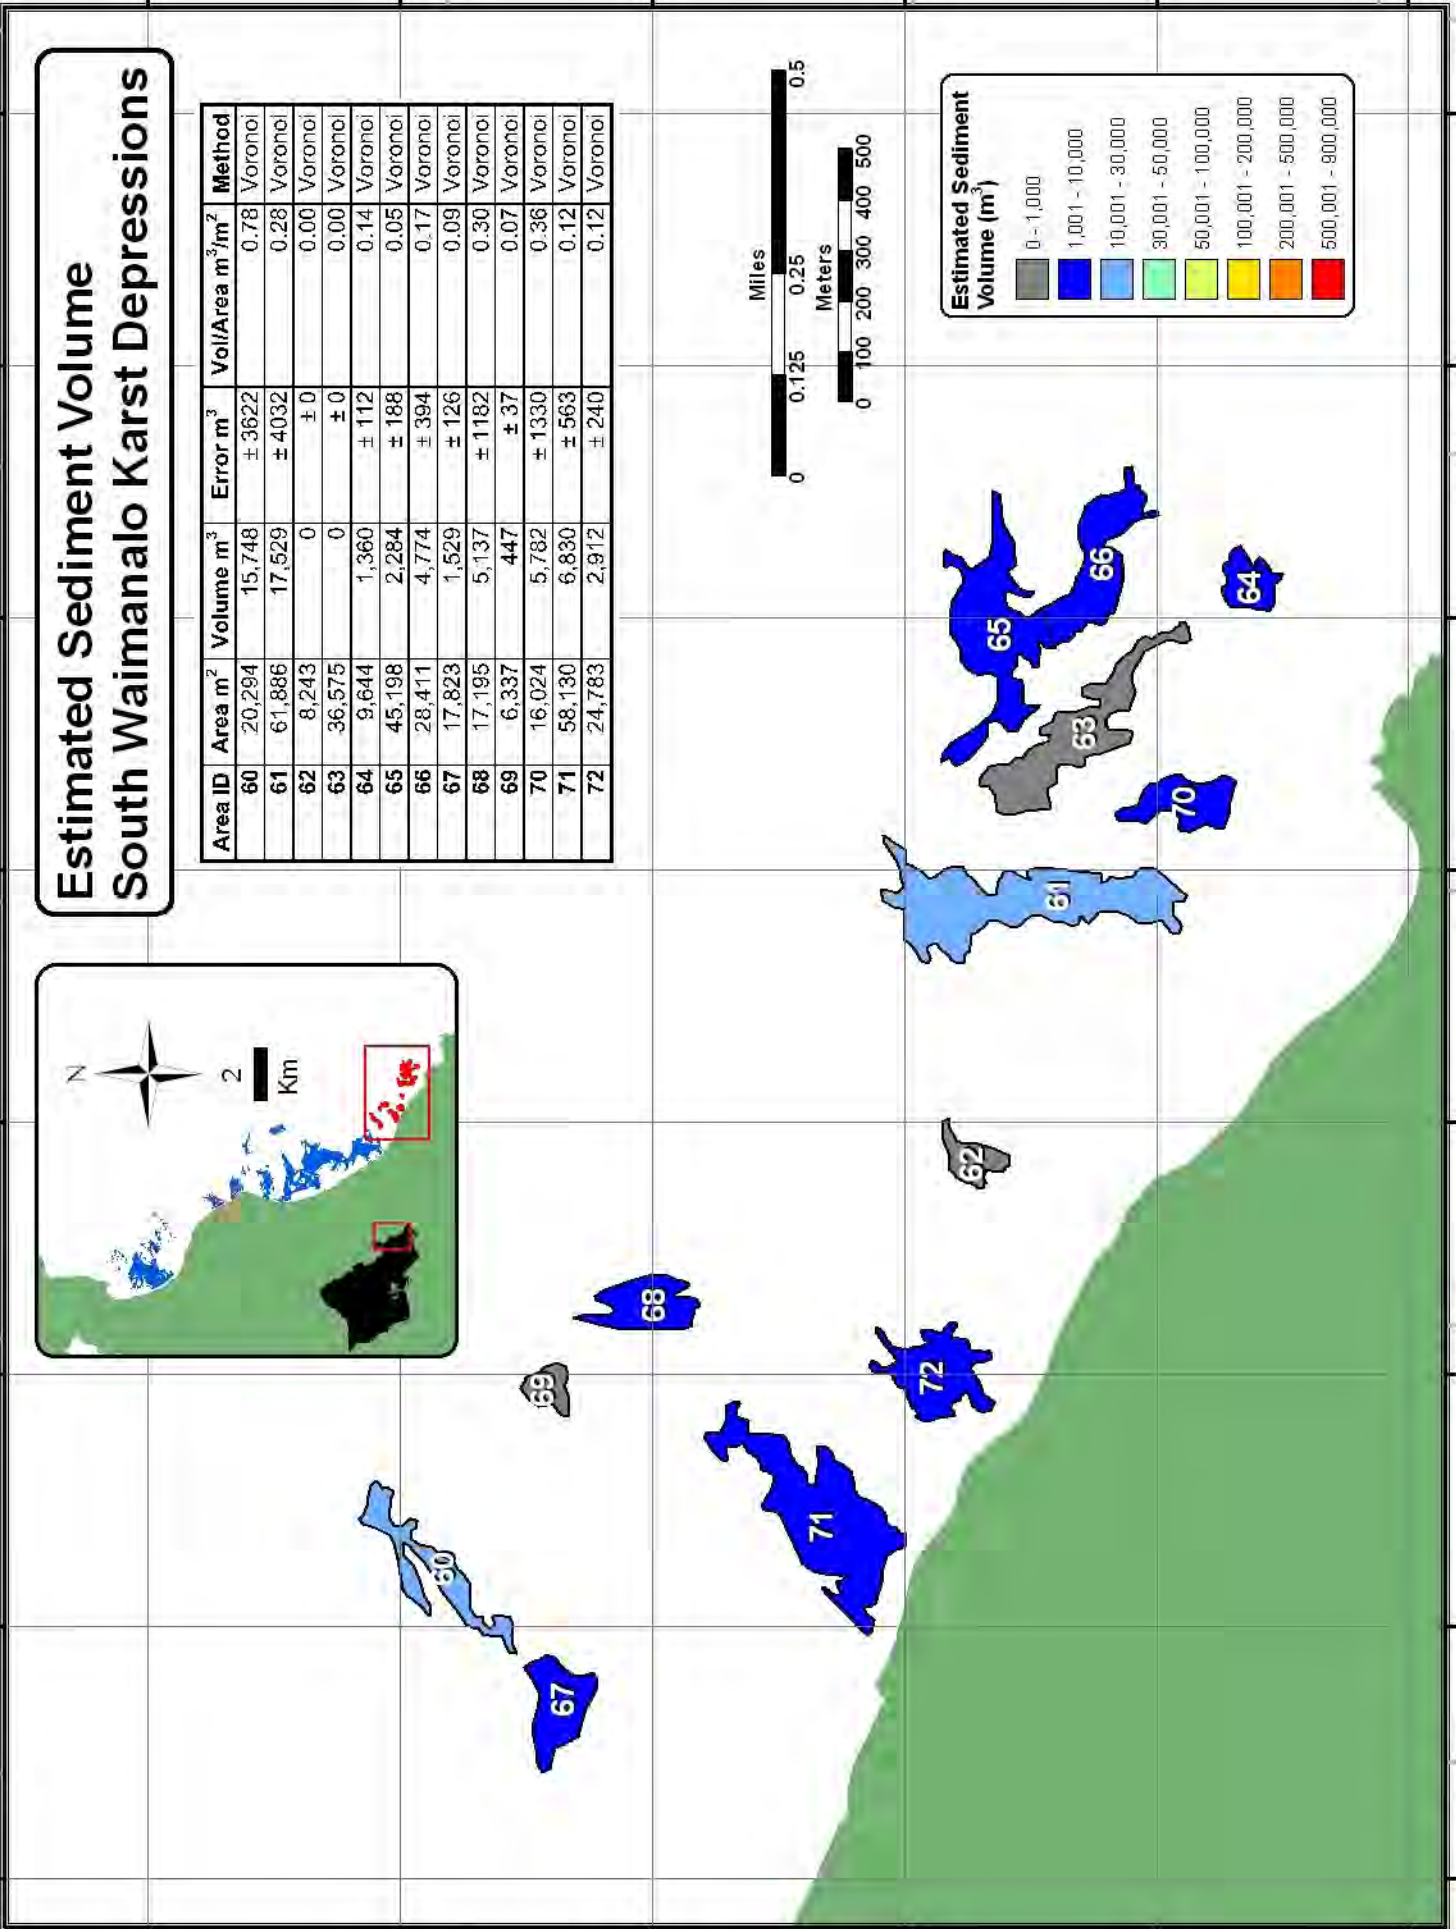 Estimated Sediment Volume
South Waimanalo Karst Depressions
N
2
Km
Area ID Area m² Volume m³ Error m³ Vol/Area m³/m² Method
60 20,294 15,748 ± 3622 0.78 Voronoi
61 61,886 17,529 ± 4032 0.28 Voronoi
62 8,243 0 ± 0 0.00 Voronoi
63 36,575 0 ± 0 0.00 Voronoi
64 9,644 1,360 ± 112 0.14 Voronoi
65 45,198 2,284 ± 188 0.05 Voronoi
66 28,411 4,774 ± 394 0.17 Voronoi
67 17,823 1,529 ± 126 0.09 Voronoi
68 17,195 5,137 ± 1182 0.30 Voronoi
69 6,337 447 ± 37 0.07 Voronoi
70 16,024 5,782 ± 1330 0.36 Voronoi
71 58,130 6,830 ± 563 0.12 Voronoi
72 24,783 2,912 ± 240 0.12 Voronoi
Miles
0 0.125 0.25 0.5
Meters
0 100 200 300 400 500
60
69
67
68
71
72
62
61
65
63
66
70
64
Estimated Sediment
Volume (m³)
0 - 1,000
1,001 - 10,000
10,001 - 30,000
30,001 - 50,000
50,001 - 100,000
100,001 - 200,000
200,001 - 500,000
500,001 - 900,000